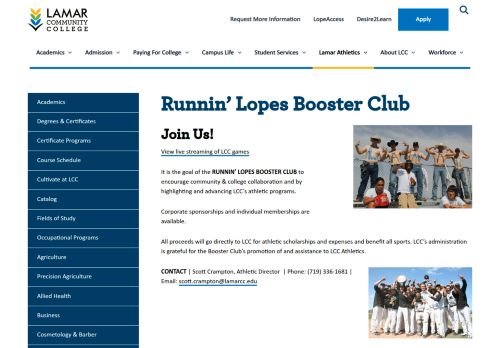 LAMAR
COMMUNITY
COLLEGE
Request More Information
LopeAccess
Desire2Learn
Apply
Academics
Admission
Paying For College
Campus Life
Student Services
Lamar Athletics
About LCC
Workforce
Academics
Degrees & Certificates
Certificate Programs
Course Schedule
Cultivate at LCC
Catalog
Fields of Study
Occupational Programs
Agriculture
Precision Agriculture
Allied Health
Business
Cosmetology & Barber
Runnin' Lopes Booster Club
Join Us!
View live streaming of LCC games
It is the goal of the RUNNIN' LOPES BOOSTER CLUB to
encourage community & college collaboration and by
highlighting and advancing LCC's athletic programs.
Corporate sponsorships and individual memberships are
available.
All proceeds will go directly to LCC for athletic scholarships and expenses and benefit all sports. LCC's administration
is grateful for the Booster Club's promotion of and assistance to LCC Athletics.
CONTACT | Scott Crampton, Athletic Director | Phone: (719) 336-1681 |
Email: scott.crampton@lamarcc.edu